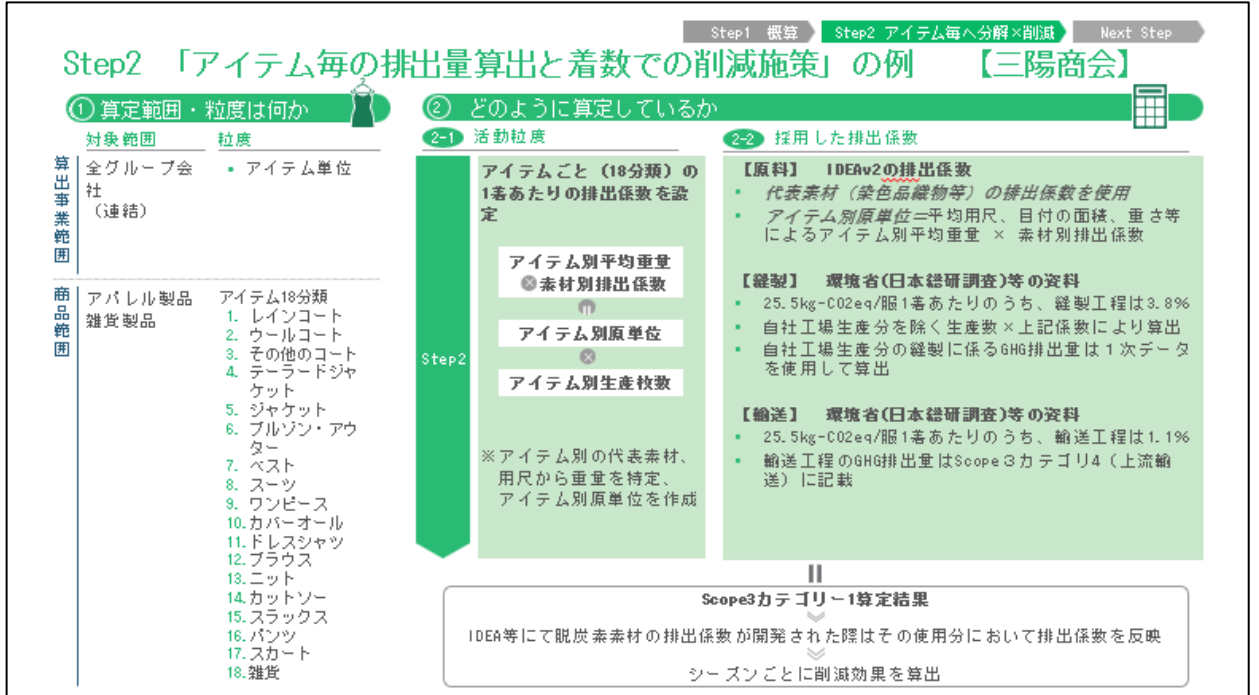 Step1 概算
Step2 アイテム毎へ分解×削減
Next Step
Step2 「アイテム毎の排出量算出と着数での削減施策」の例 【三陽商会】
① 算定範囲・粒度は何か
対象範囲
粒度
算出事業範囲
全グループ会
社
（連結）
• アイテム単位
商品範囲
アパレル製品
雑貨製品
アイテム18分類
1. レインコート
2. ウールコート
3. その他のコート
4. テーラードジャ
ケット
5. ジャケット
6. ブルゾン・アウ
ター
7. ベスト
8. スーツ
9. ワンピース
10. カバーオール
11. ドレスシャツ
12. ブラウス
13. ニット
14. カットソー
15. スラックス
16. パンツ
17. スカート
18. 雑貨
② どのように算定しているか
2-1 活動粒度
Step2
アイテムごと（18分類）の
1着あたりの排出係数を設
定
アイテム別平均重量
⊗素材別排出係数
アイテム別原単位
⊗
アイテム別生産枚数
※アイテム別の代表素材、
用尺から重量を特定、
アイテム別原単位を作成
2-2 採用した排出係数
【原料】 IDEAv2の排出係数
• 代表素材（染色品織物等）の排出係数を使用
• アイテム別原単位=平均用尺、目付の面積、重さ等
によるアイテム別平均重量 × 素材別排出係数
【縫製】 環境省(日本総研調査)等の資料
• 25.5kg-CO2eq/服1着あたりのうち、縫製工程は3.8%
• 自社工場生産分を除く生産数×上記係数により算出
• 自社工場生産分の縫製に係るGHG排出量は１次データ
を使用して算出
【輸送】 環境省(日本総研調査)等の資料
• 25.5kg-CO2eq/服1着あたりのうち、輸送工程は1.1%
• 輸送工程のGHG排出量はScope３カテゴリ4（上流輸
送）に記載
Scope3カテゴリー1算定結果
IDEA等にて脱炭素素材の排出係数が開発された際はその使用分において排出係数を反映
シーズンごとに削減効果を算出